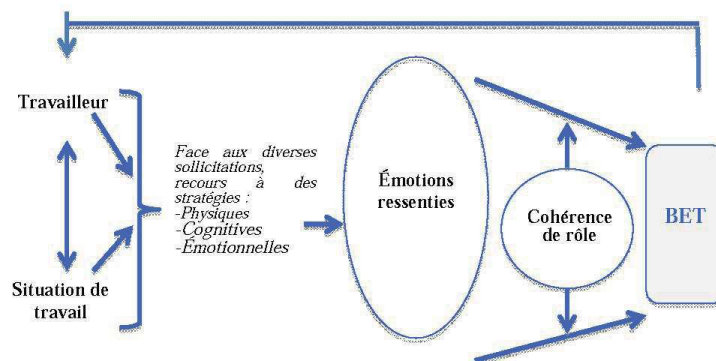 Travailleur
Face aux diverses
sollicitations,
recours à des
stratégies :
-Physiques
-Cognitives
-Émotionnelles
Situation de
travail
Émotions
ressenties
Cohérence
de rôle
BET